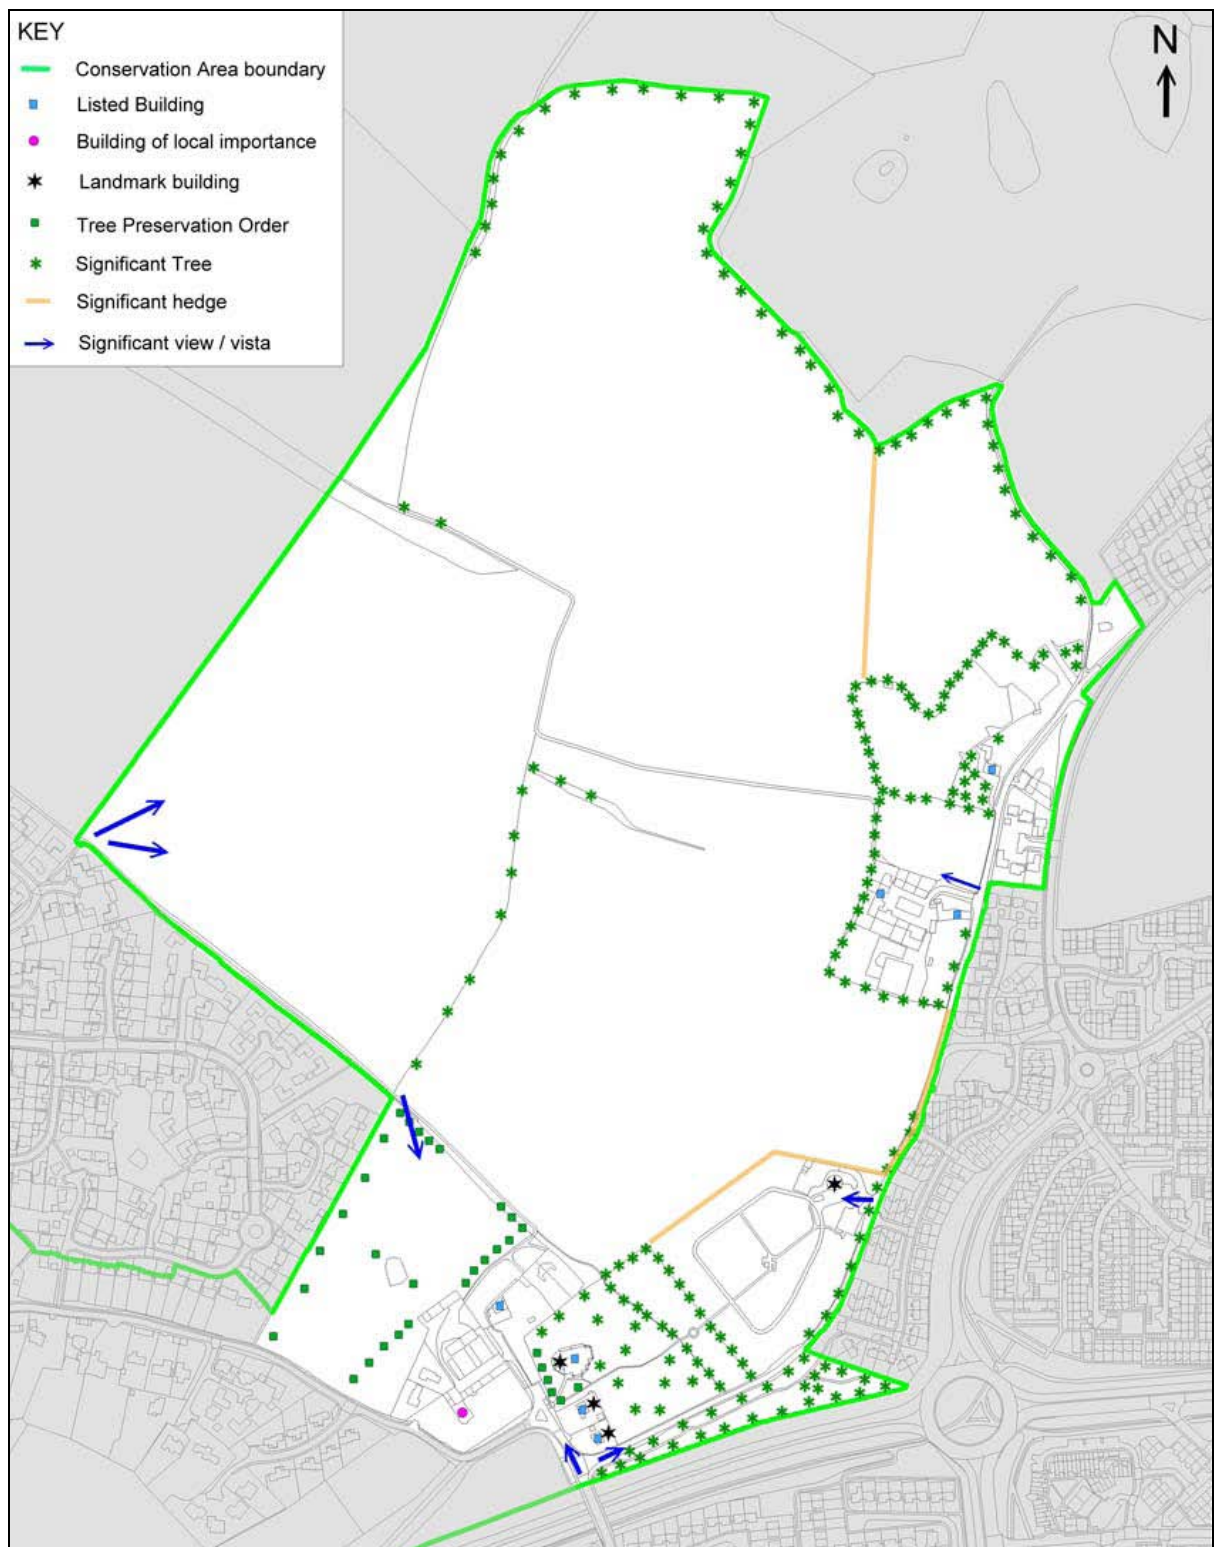 KEY
Conservation Area boundary
Listed Building
Building of local importance
Landmark building
Tree Preservation Order
Significant Tree
Significant hedge
Significant view / vista
N